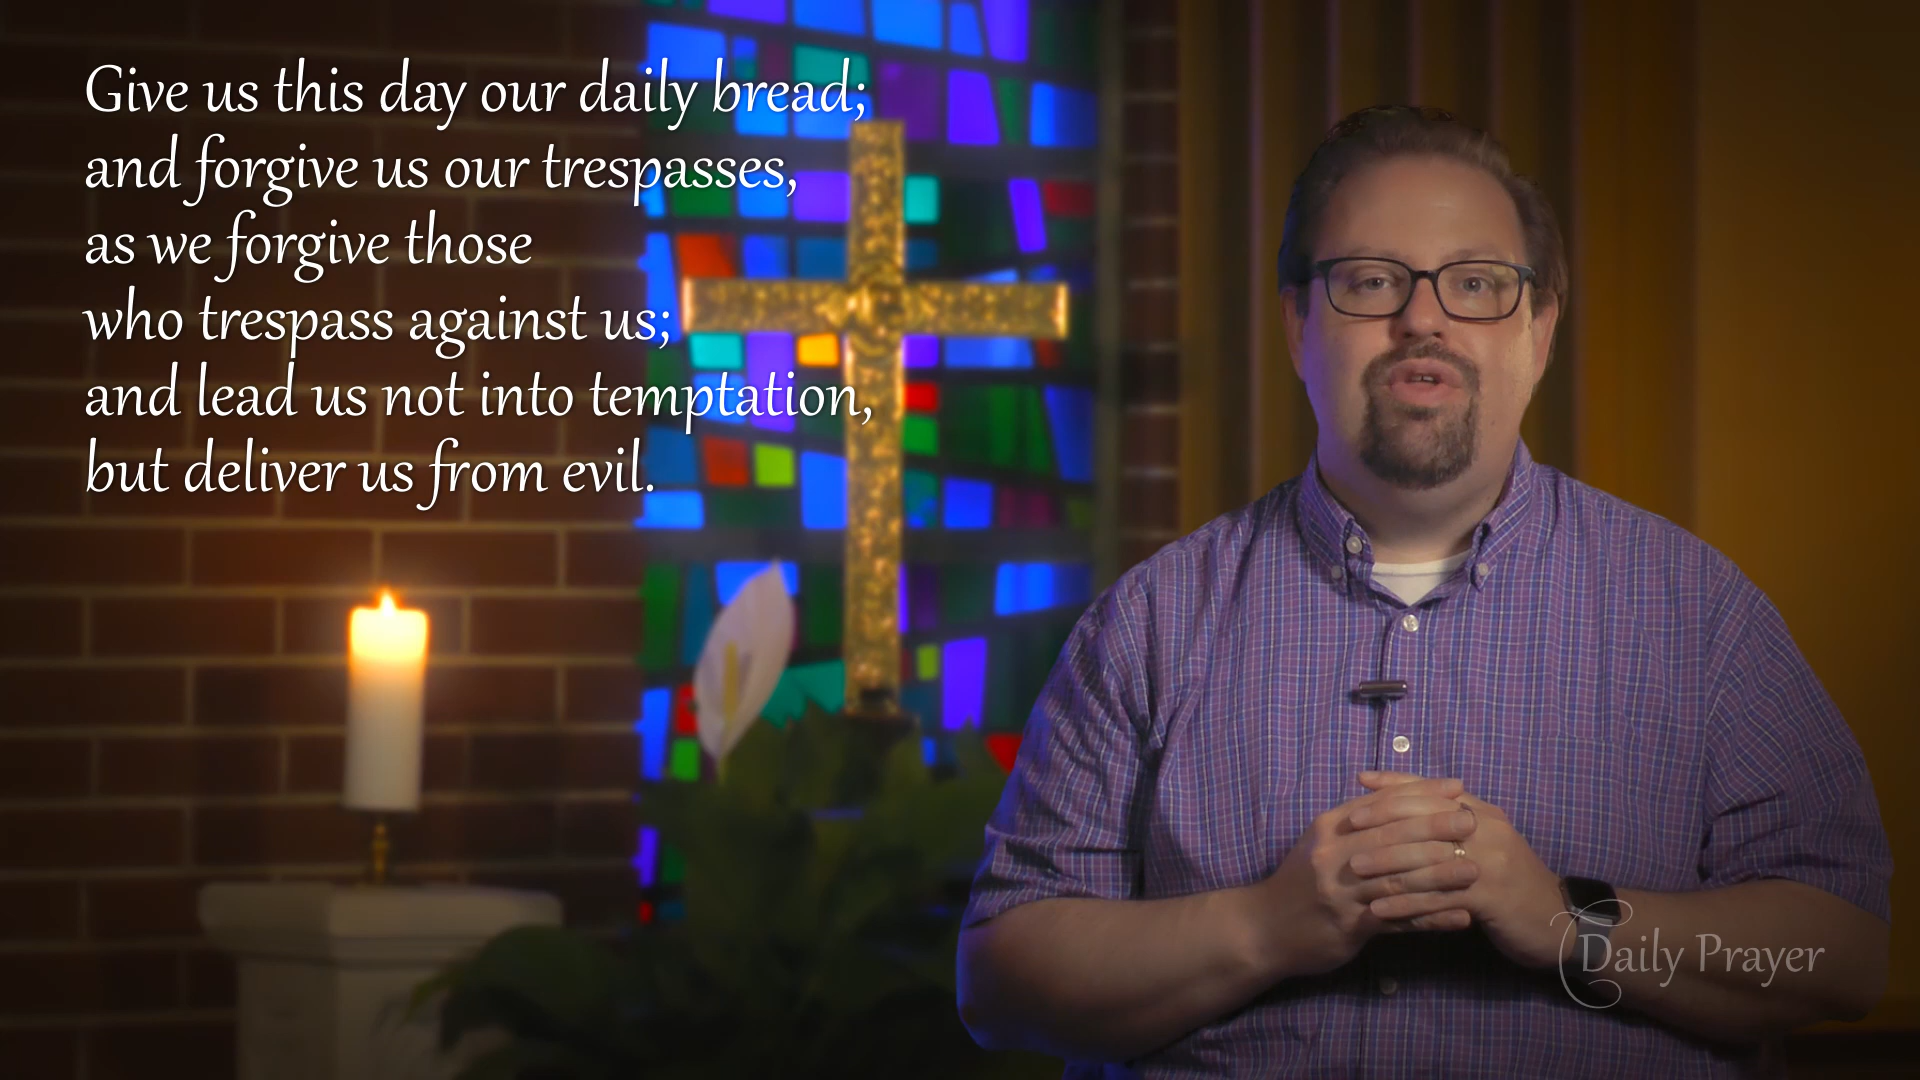 Give us this day our daily bread;
and forgive us our trespasses,
as we forgive those
who trespass against us;
and lead us not into temptation,
but deliver us from evil.
Daily Prayer